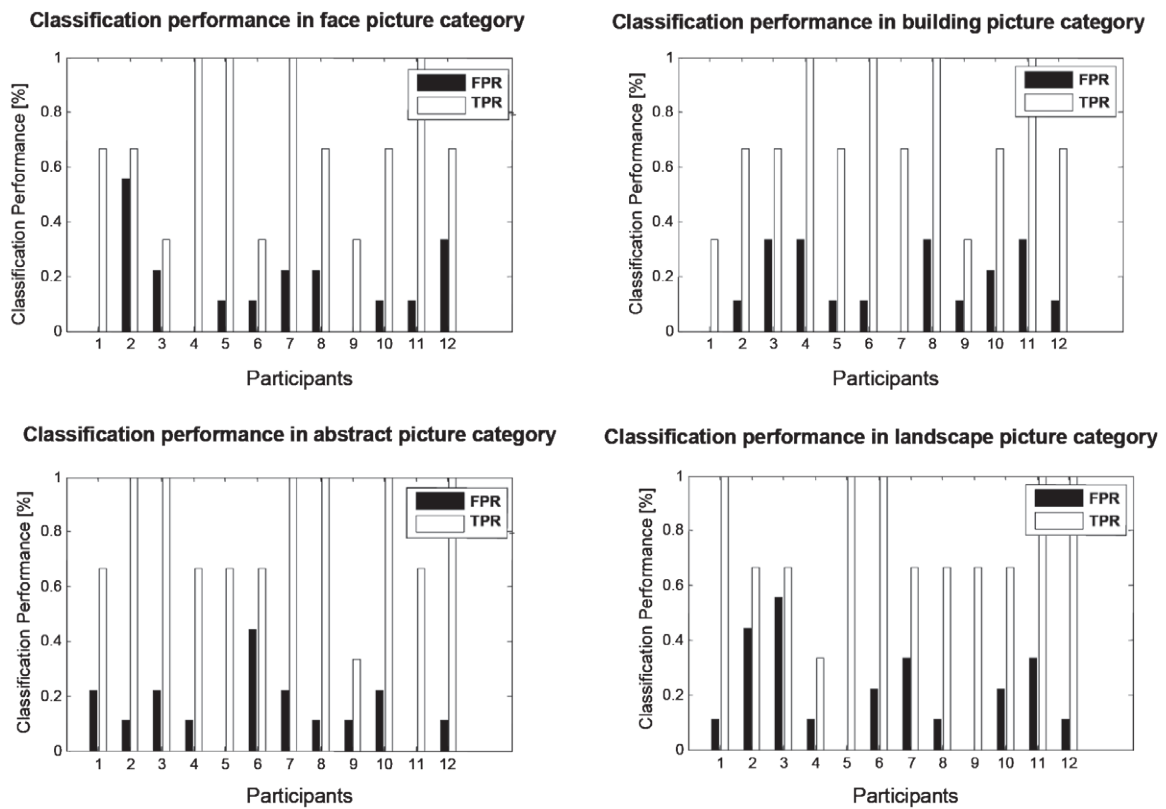 Classification performance in face picture category
Classification Performance [%]
1
0.8
0.6
0.4
0.2
0
FPR
TPR
1 2 3 4 5 6 7 8 9 10 11 12
Participants
Classification performance in building picture category
Classification Performance [%]
1
0.8
0.6
0.4
0.2
0
FPR
TPR
1 2 3 4 5 6 7 8 9 10 11 12
Participants
Classification performance in abstract picture category
Classification Performance [%]
1
0.8
0.6
0.4
0.2
0
FPR
TPR
1 2 3 4 5 6 7 8 9 10 11 12
Participants
Classification performance in landscape picture category
Classification Performance [%]
1
0.8
0.6
0.4
0.2
0
FPR
TPR
1 2 3 4 5 6 7 8 9 10 11 12
Participants